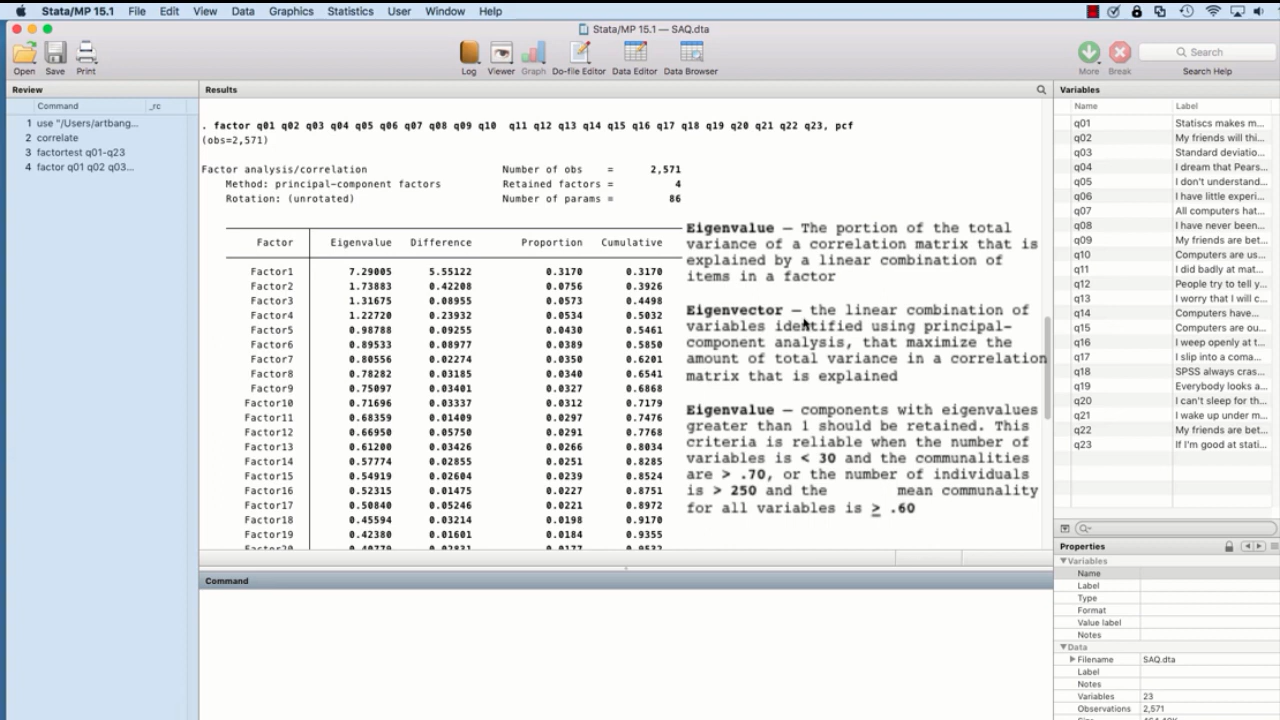 Stata/MP 15.1 File Edit View Data Graphics Statistics User Window Help
Stata/MP 15.1 — SAQ.dta
Open Save Print Log Viewer Graph Do-file Editor Data Editor Data Browser More Break Search
Search Help
Review
Command _rc
1 use "/Users/artbang...
2 correlate
3 factortest q01-q23
4 factor q01 q02 q03...
Results
. factor q01 q02 q03 q04 q05 q06 q07 q08 q09 q10 q11 q12 q13 q14 q15 q16 q17 q18 q19 q20 q21 q22 q23, pcf
(obs=2,571)
Factor analysis/correlation Number of obs = 2,571
Method: principal-component factors Retained factors = 4
Rotation: (unrotated) Number of params = 86
Factor Eigenvalue Difference Proportion Cumulative
Factor1 7.29005 5.55122 0.3170 0.3170
Factor2 1.73883 0.42208 0.0756 0.3926
Factor3 1.31675 0.08955 0.0573 0.4498
Factor4 1.22720 0.23932 0.0534 0.5032
Factor5 0.98788 0.09255 0.0430 0.5461
Factor6 0.89533 0.08977 0.0389 0.5850
Factor7 0.80556 0.02274 0.0350 0.6201
Factor8 0.78282 0.03185 0.0340 0.6541
Factor9 0.75097 0.03401 0.0327 0.6868
Factor10 0.71696 0.03337 0.0312 0.7179
Factor11 0.68359 0.01409 0.0297 0.7476
Factor12 0.66950 0.05750 0.0291 0.7768
Factor13 0.61200 0.03426 0.0266 0.8034
Factor14 0.57774 0.02855 0.0251 0.8285
Factor15 0.54919 0.02604 0.0239 0.8524
Factor16 0.52315 0.01475 0.0227 0.8751
Factor17 0.50840 0.05246 0.0221 0.8972
Factor18 0.45594 0.03214 0.0198 0.9170
Factor19 0.42380 0.01601 0.0184 0.9355
Eigenvalue – The portion of the total
variance of a correlation matrix that is
explained by a linear combination of
items in a factor
Eigenvector – the linear combination of
variables identified using principal-
component analysis, that maximize the
amount of total variance in a correlation
matrix that is explained
Eigenvalue – components with eigenvalues
greater than 1 should be retained. This
criteria is reliable when the number of
variables is < 30 and the communalities
are > .70, or the number of individuals
is > 250 and the mean communality
for all variables is ≥ .60
Command
Variables
Name Label
q01 Statiscs makes m...
q02 My friends will thi...
q03 Standard deviatio...
q04 I dream that Pears...
q05 I don't understand...
q06 I have little experi...
q07 All computers hat...
q08 I have never been...
q09 My friends are bet...
q10 Computers are us...
q11 I did badly at mat...
q12 People try to tell y...
q13 I worry that I will c...
q14 Computers have...
q15 Computers are ou...
q16 I weep openly at t...
q17 I slip into a coma...
q18 SPSS always cras...
q19 Everybody looks a...
q20 I can't sleep for th...
q21 I wake up under m...
q22 My friends are bet...
q23 If I'm good at stati...
Properties
Variables
Name
Label
Type
Format
Value label
Notes
Data
Filename SAQ.dta
Label
Notes
Variables 23
Observations 2,571